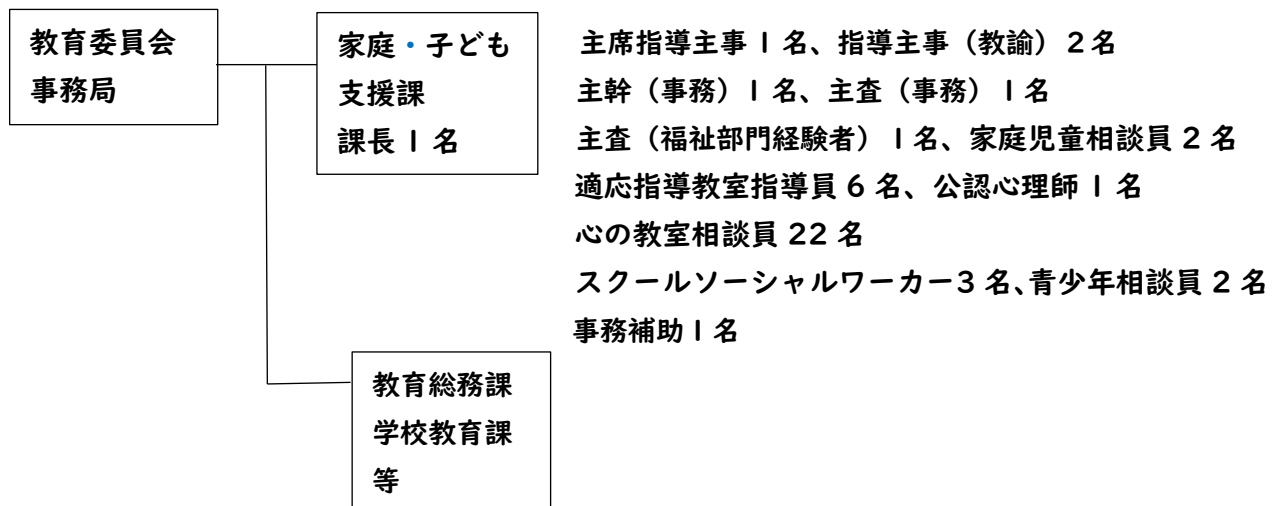 教育委員会
事務局
家庭・子ども
支援課
課長1名
主席指導主事1名、指導主事（教諭）2名
主幹（事務）1名、主査（事務）1名
主査（福祉部門経験者）1名、家庭児童相談員2名
適応指導教室指導員6名、公認心理師1名
心の教室相談員22名
スクールソーシャルワーカー3名、青少年相談員2名
事務補助1名
教育総務課
学校教育課
等